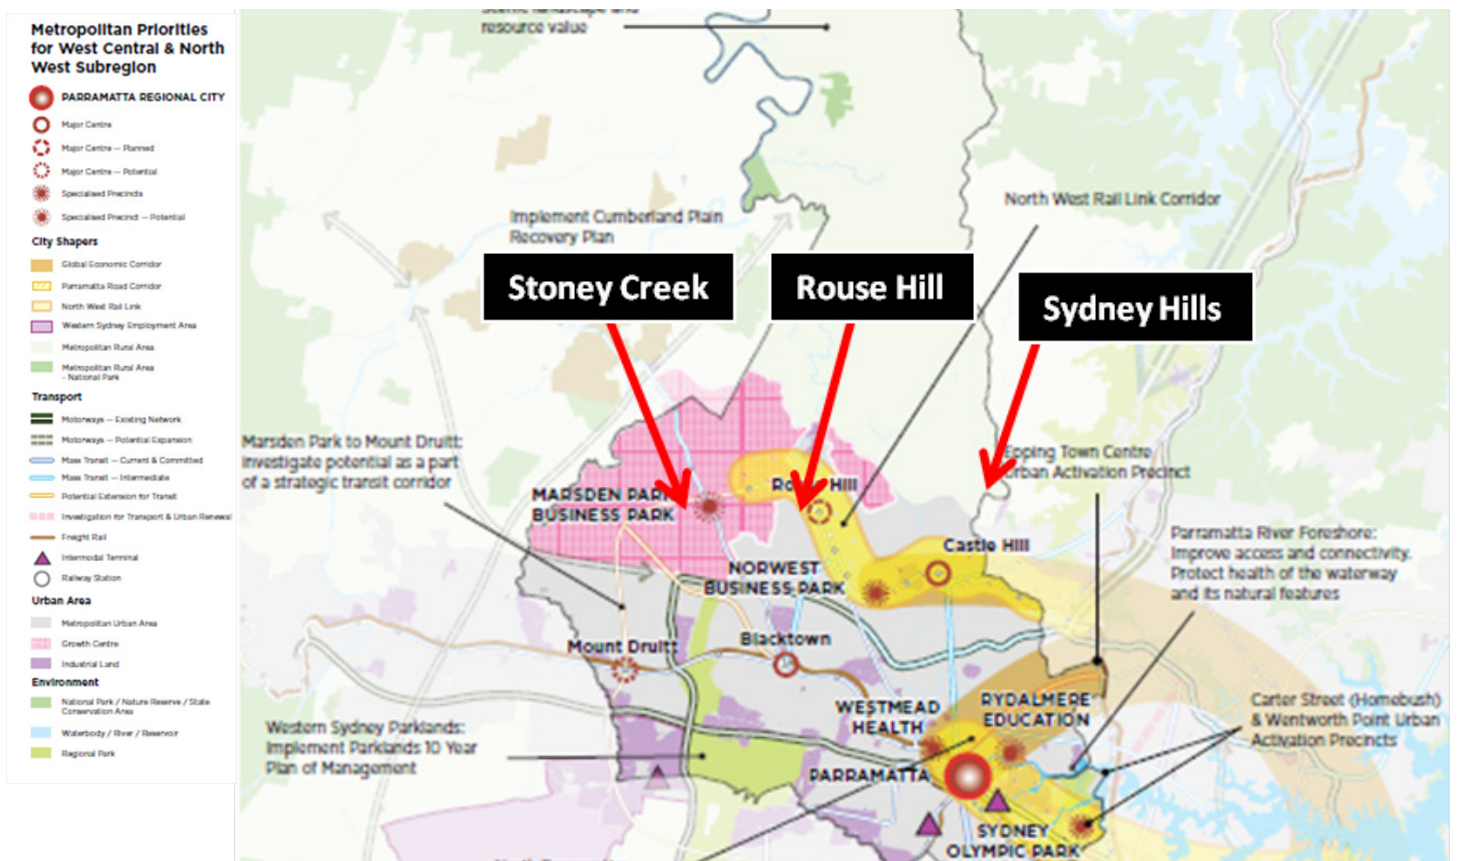 Metropolitan Priorities
for West Central & North
West Subregion
PARRAMATTA REGIONAL CITY
Major Centre
Major Centre — Planned
Major Centre — Potential
Specialised Precincts
Specialised Precinct — Potential
City Shapers
Global Economic Corridor
Parramatta Road Corridor
North West Rail Link
Western Sydney Employment Area
Metropolitan Rural Area
Metropolitan Rural Area
- National Park
Transport
Motorways — Existing Network
Motorways — Potential Expansion
Mass Transit — Current & Committed
Mass Transit — Intermediate
Potential Extension for Transit
Investigation for Transport & Urban Renewal
Freight Rail
Intermodal Terminal
Railway Station
Urban Area
Metropolitan Urban Area
Growth Centre
Industrial Land
Environment
National Park / Nature Reserve / State
Conservation Area
Waterbody / River / Reservoir
Regional Park
scenic landscape and
resource value
North West Rail Link Corridor
Implement Cumberland Plain
Recovery Plan
Stoney Creek
Rouse Hill
Sydney Hills
Marsden Park to Mount Druitt:
Investigate potential as a part
of a strategic transit corridor
Epping Town Centre
Urban Activation Precinct
MARSDEN PARK
BUSINESS PARK
Rouse Hill
Castle Hill
NORWEST
BUSINESS PARK
Parramatta River Foreshore:
Improve access and connectivity.
Protect health of the waterway
and its natural features
Mount Druitt
Blacktown
WESTMEAD
HEALTH
RYDALMERE
EDUCATION
Carter Street (Homebush)
& Wentworth Point Urban
Activation Precincts
Western Sydney Parklands:
Implement Parklands 10 Year
Plan of Management
PARRAMATTA
SYDNEY
OLYMPIC PARK